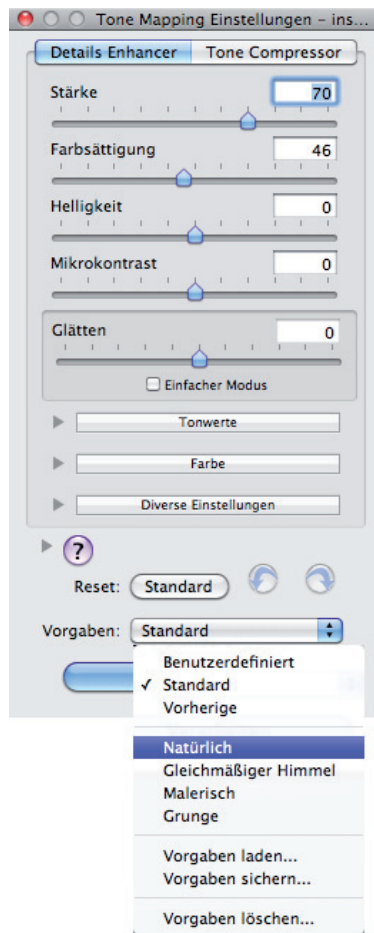 Tone Mapping Einstellungen – ins...
Details Enhancer Tone Compressor
Stärke 70
Farbsättigung 46
Helligkeit 0
Mikrokontrast 0
Glätten 0
Einfacher Modus
Tonwerte
Farbe
Diverse Einstellungen
?
Reset: Standard
Vorgaben: Standard
Benutzerdefiniert
✓ Standard
Vorherige
Natürlich
Gleichmäßiger Himmel
Malerisch
Grunge
Vorgaben laden...
Vorgaben sichern...
Vorgaben löschen...